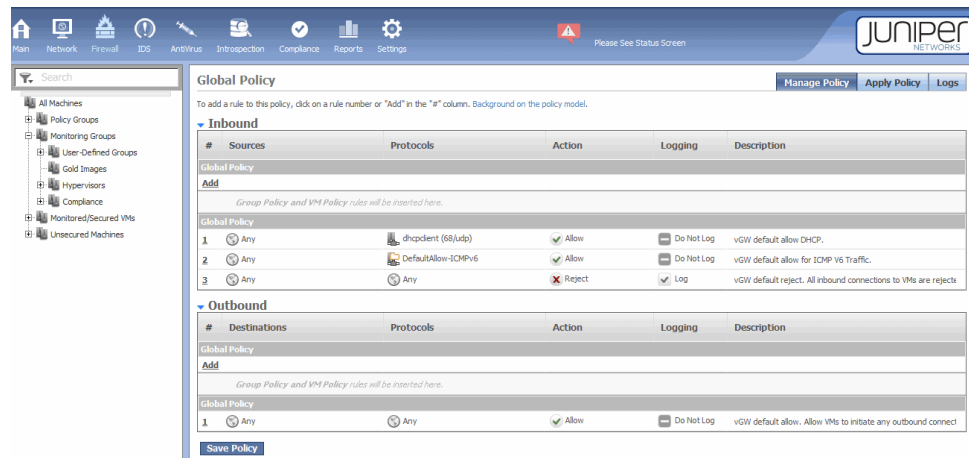 Main Network Firewall IDS AntiVirus Introspection Compliance Reports Settings
Please See Status Screen
JUNIPER
NETWORKS
Search
All Machines
Policy Groups
Monitoring Groups
User-Defined Groups
Gold Images
Hypervisors
Compliance
Monitored/Secured VMs
Unsecured Machines
Global Policy
Manage Policy Apply Policy Logs
To add a rule to this policy, click on a rule number or "Add" in the "#" column. Background on the policy model.
Inbound
# Sources Protocols Action Logging Description
Global Policy
Add
Group Policy and VM Policy rules will be inserted here.
Global Policy
1 Any dhcpclient (68/udp) Allow Do Not Log vGW default allow DHCP.
2 Any DefaultAllow-ICMPv6 Allow Do Not Log vGW default allow for ICMP V6 Traffic.
3 Any Any Reject Log vGW default reject. All inbound connections to VMs are rejecte
Outbound
# Destinations Protocols Action Logging Description
Global Policy
Add
Group Policy and VM Policy rules will be inserted here.
Global Policy
1 Any Any Allow Do Not Log vGW default allow. Allow VMs to initiate any outbound connect
Save Policy